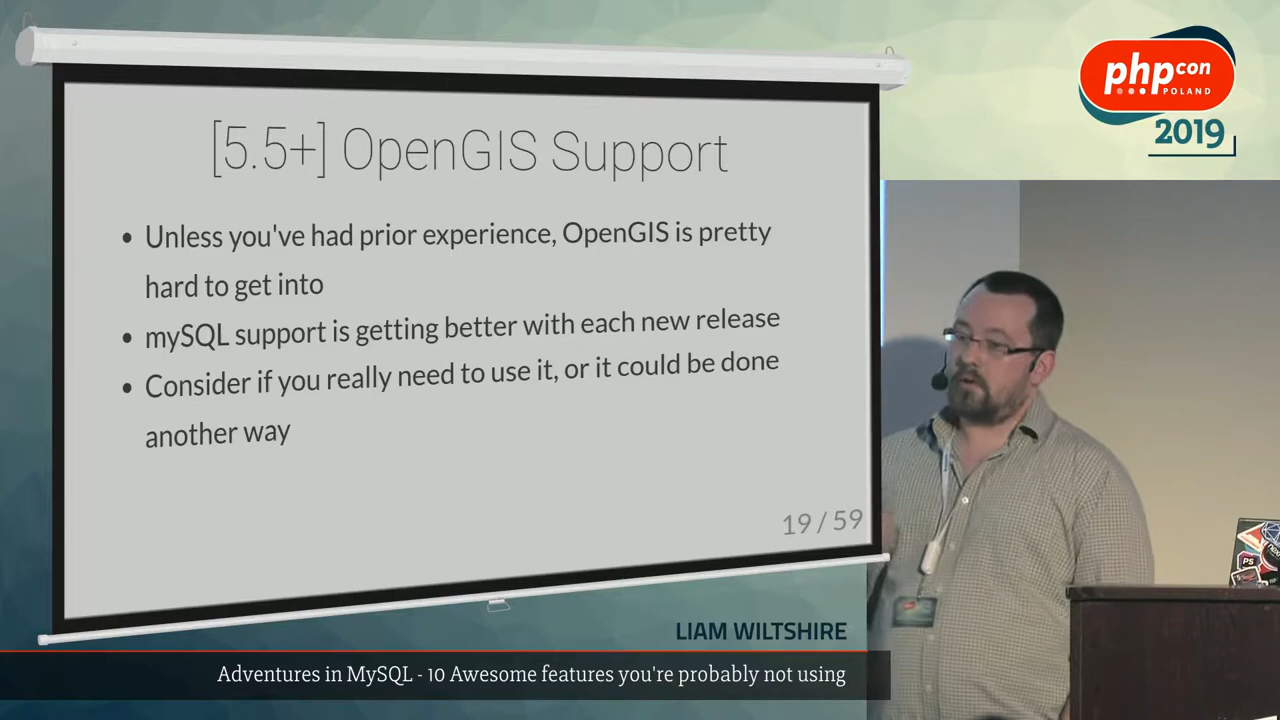 [5.5+] OpenGIS Support
• Unless you've had prior experience, OpenGIS is pretty
hard to get into
• mySQL support is getting better with each new release
• Consider if you really need to use it, or it could be done
another way
19 / 59
phpcon
POLAND
2019
PS
LIAM WILTSHIRE
Adventures in MySQL - 10 Awesome features you're probably not using